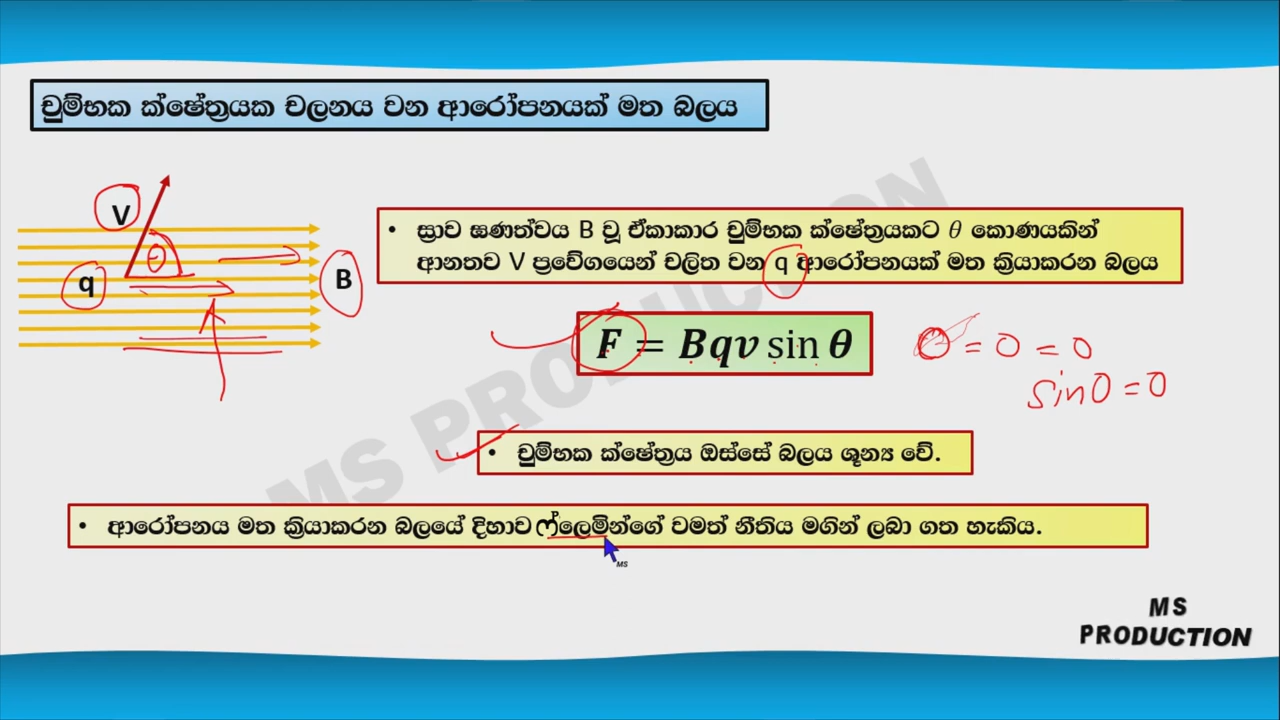 චුම්භක ක්ෂේත්‍රයක චලනය වන ආරෝපනයක් මත බලය
V
θ
q
B
• ස්‍රාව ඝණත්වය B වූ ඒකාකාර චුම්භක ක්ෂේත්‍රයකට θ කොණයකින්
ආනතව V ප්‍රවේගයෙන් චලිත වන q ආරෝපනයක් මත ක්‍රියාකරන බලය
F = Bqv sin θ
θ = 0 = 0
sin0 = 0
• චුම්භක ක්ෂේත්‍රය ඔස්සේ බලය ශූන්‍ය වේ.
• ආරෝපනය මත ක්‍රියාකරන බලයේ දිහාව ෆ්ලෙමින්ගේ වමත් නීතිය මගින් ලබා ගත හැකිය.
MS
MS
PRODUCTION
MS PRODUCTION